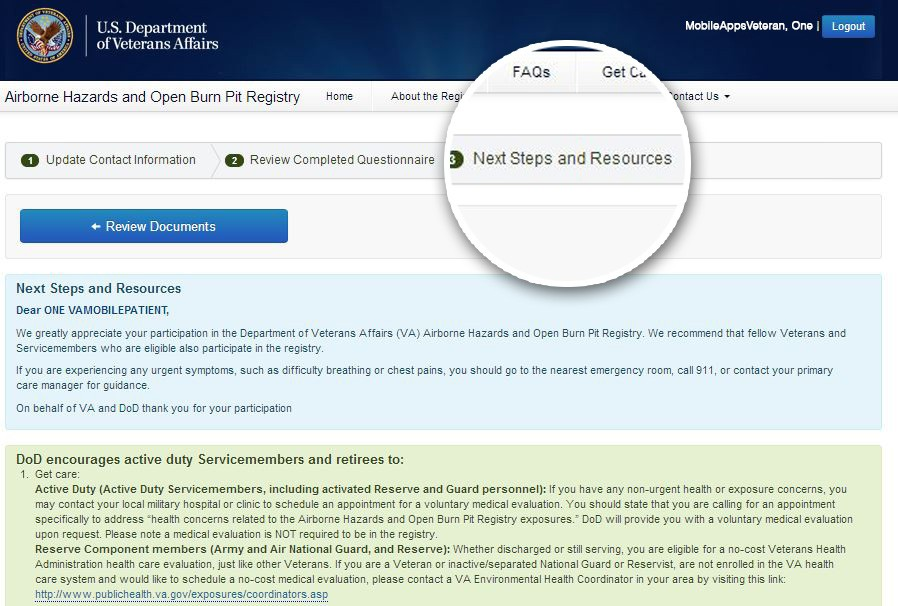 U.S. Department
of Veterans Affairs
MobileAppsVeteran, One | Logout
Airborne Hazards and Open Burn Pit Registry Home About the Regi FAQs Get Ca ontact Us
1 Update Contact Information 2 Review Completed Questionnaire 3 Next Steps and Resources
Review Documents
Next Steps and Resources
Dear ONE VAMOBILEPATIENT,
We greatly appreciate your participation in the Department of Veterans Affairs (VA) Airborne Hazards and Open Burn Pit Registry. We recommend that fellow Veterans and
Servicemembers who are eligible also participate in the registry.
If you are experiencing any urgent symptoms, such as difficulty breathing or chest pains, you should go to the nearest emergency room, call 911, or contact your primary
care manager for guidance.
On behalf of VA and DoD thank you for your participation
DoD encourages active duty Servicemembers and retirees to:
1. Get care:
Active Duty (Active Duty Servicemembers, including activated Reserve and Guard personnel): If you have any non-urgent health or exposure concerns, you
may contact your local military hospital or clinic to schedule an appointment for a voluntary medical evaluation. You should state that you are calling for an appointment
specifically to address “health concerns related to the Airborne Hazards and Open Burn Pit Registry exposures.” DoD will provide you with a voluntary medical evaluation
upon request. Please note a medical evaluation is NOT required to be in the registry.
Reserve Component members (Army and Air National Guard, and Reserve): Whether discharged or still serving, you are eligible for a no-cost Veterans Health
Administration health care evaluation, just like other Veterans. If you are a Veteran or inactive/separated National Guard or Reservist, are not enrolled in the VA health
care system and would like to schedule a no-cost medical evaluation, please contact a VA Environmental Health Coordinator in your area by visiting this link:
http://www.publichealth.va.gov/exposures/coordinators.asp